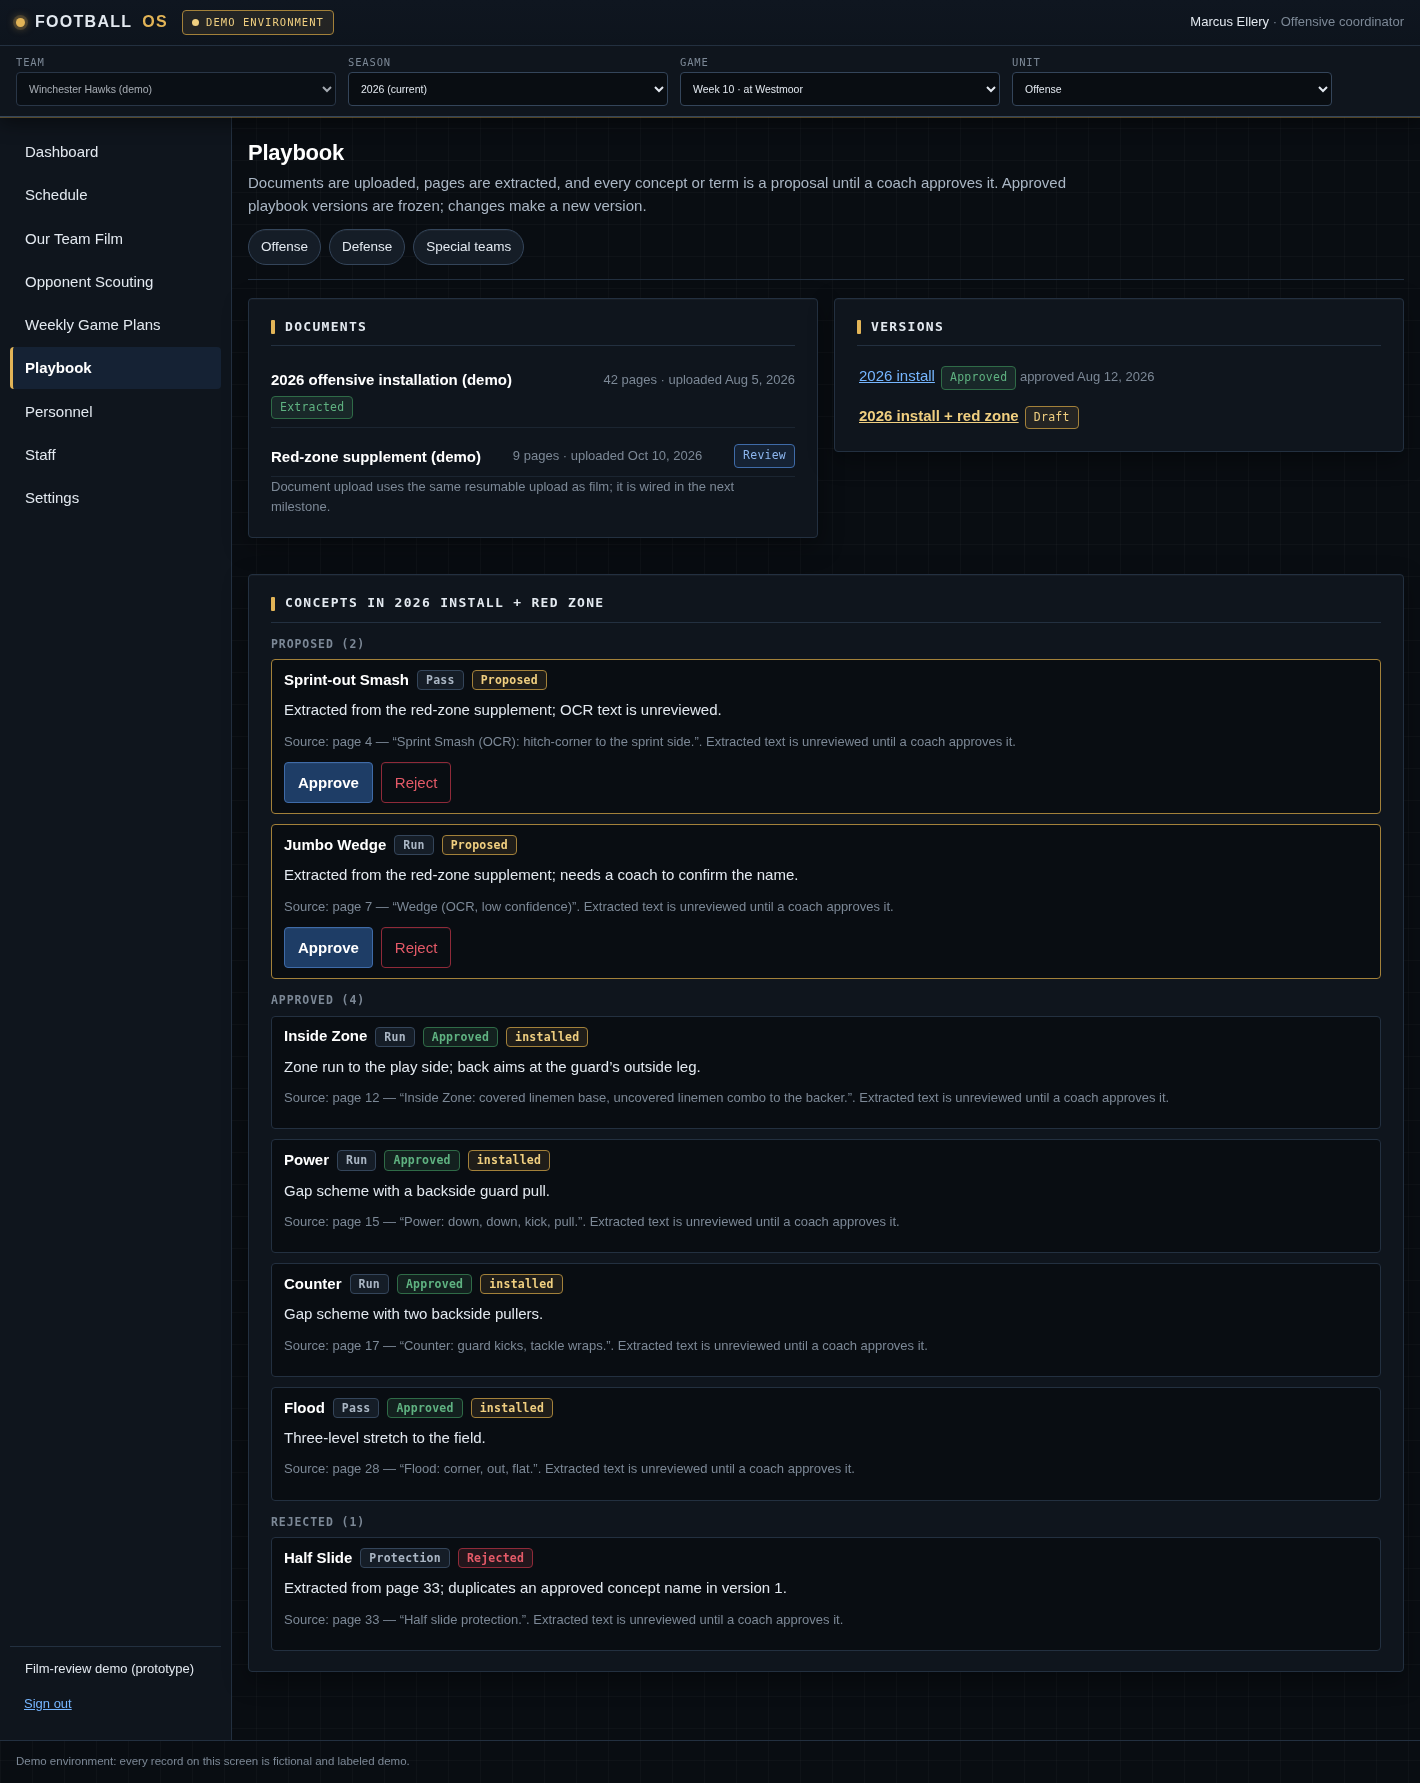 FOOTBALL OS
DEMO ENVIRONMENT
Marcus Ellery · Offensive coordinator
TEAM
Winchester Hawks (demo)
SEASON
2026 (current)
GAME
Week 10 · at Westmoor
UNIT
Offense
Dashboard
Schedule
Our Team Film
Opponent Scouting
Weekly Game Plans
Playbook
Personnel
Staff
Settings
Film-review demo (prototype)
Sign out
Playbook
Documents are uploaded, pages are extracted, and every concept or term is a proposal until a coach approves it. Approved
playbook versions are frozen; changes make a new version.
Offense
Defense
Special teams
DOCUMENTS
2026 offensive installation (demo)
42 pages · uploaded Aug 5, 2026
Extracted
Red-zone supplement (demo)
9 pages · uploaded Oct 10, 2026
Review
Document upload uses the same resumable upload as film; it is wired in the next
milestone.
VERSIONS
2026 install Approved approved Aug 12, 2026
2026 install + red zone Draft
CONCEPTS IN 2026 INSTALL + RED ZONE
PROPOSED (2)
Sprint-out Smash Pass Proposed
Extracted from the red-zone supplement; OCR text is unreviewed.
Source: page 4 — “Sprint Smash (OCR): hitch-corner to the sprint side.”. Extracted text is unreviewed until a coach approves it.
Approve Reject
Jumbo Wedge Run Proposed
Extracted from the red-zone supplement; needs a coach to confirm the name.
Source: page 7 — “Wedge (OCR, low confidence)”. Extracted text is unreviewed until a coach approves it.
Approve Reject
APPROVED (4)
Inside Zone Run Approved installed
Zone run to the play side; back aims at the guard’s outside leg.
Source: page 12 — “Inside Zone: covered linemen base, uncovered linemen combo to the backer.”. Extracted text is unreviewed until a coach approves it.
Power Run Approved installed
Gap scheme with a backside guard pull.
Source: page 15 — “Power: down, down, kick, pull.”. Extracted text is unreviewed until a coach approves it.
Counter Run Approved installed
Gap scheme with two backside pullers.
Source: page 17 — “Counter: guard kicks, tackle wraps.”. Extracted text is unreviewed until a coach approves it.
Flood Pass Approved installed
Three-level stretch to the field.
Source: page 28 — “Flood: corner, out, flat.”. Extracted text is unreviewed until a coach approves it.
REJECTED (1)
Half Slide Protection Rejected
Extracted from page 33; duplicates an approved concept name in version 1.
Source: page 33 — “Half slide protection.”. Extracted text is unreviewed until a coach approves it.
Demo environment: every record on this screen is fictional and labeled demo.